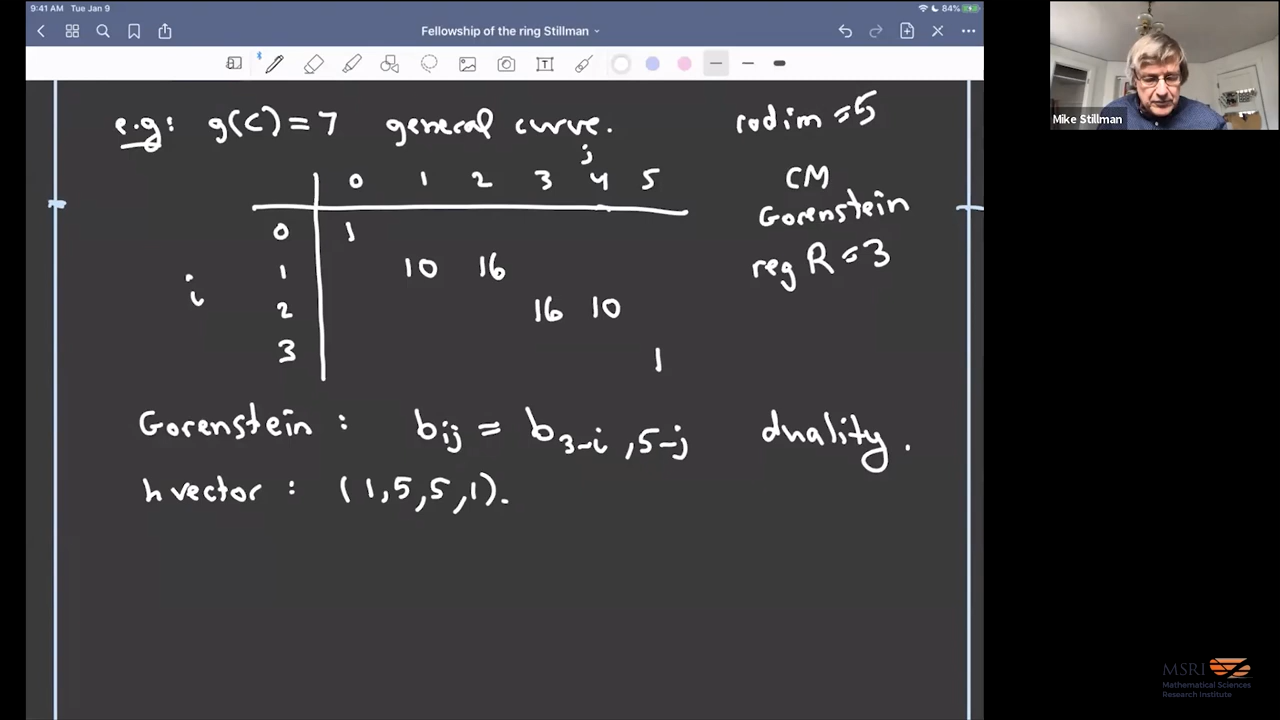 9:41 AM Tue Jan 9
84%
Fellowship of the ring Stillman
e.g: g(C) = 7 general curve. codim = 5
j
0 1 2 3 4 5
CM
Gorenstein
0 1
reg R = 3
1 10 16
i
2 16 10
3 1
Gorenstein : bij = b3-i, 5-j duality.
h vector : (1,5,5,1).
Mike Stillman
MSRI
Mathematical Sciences
Research Institute